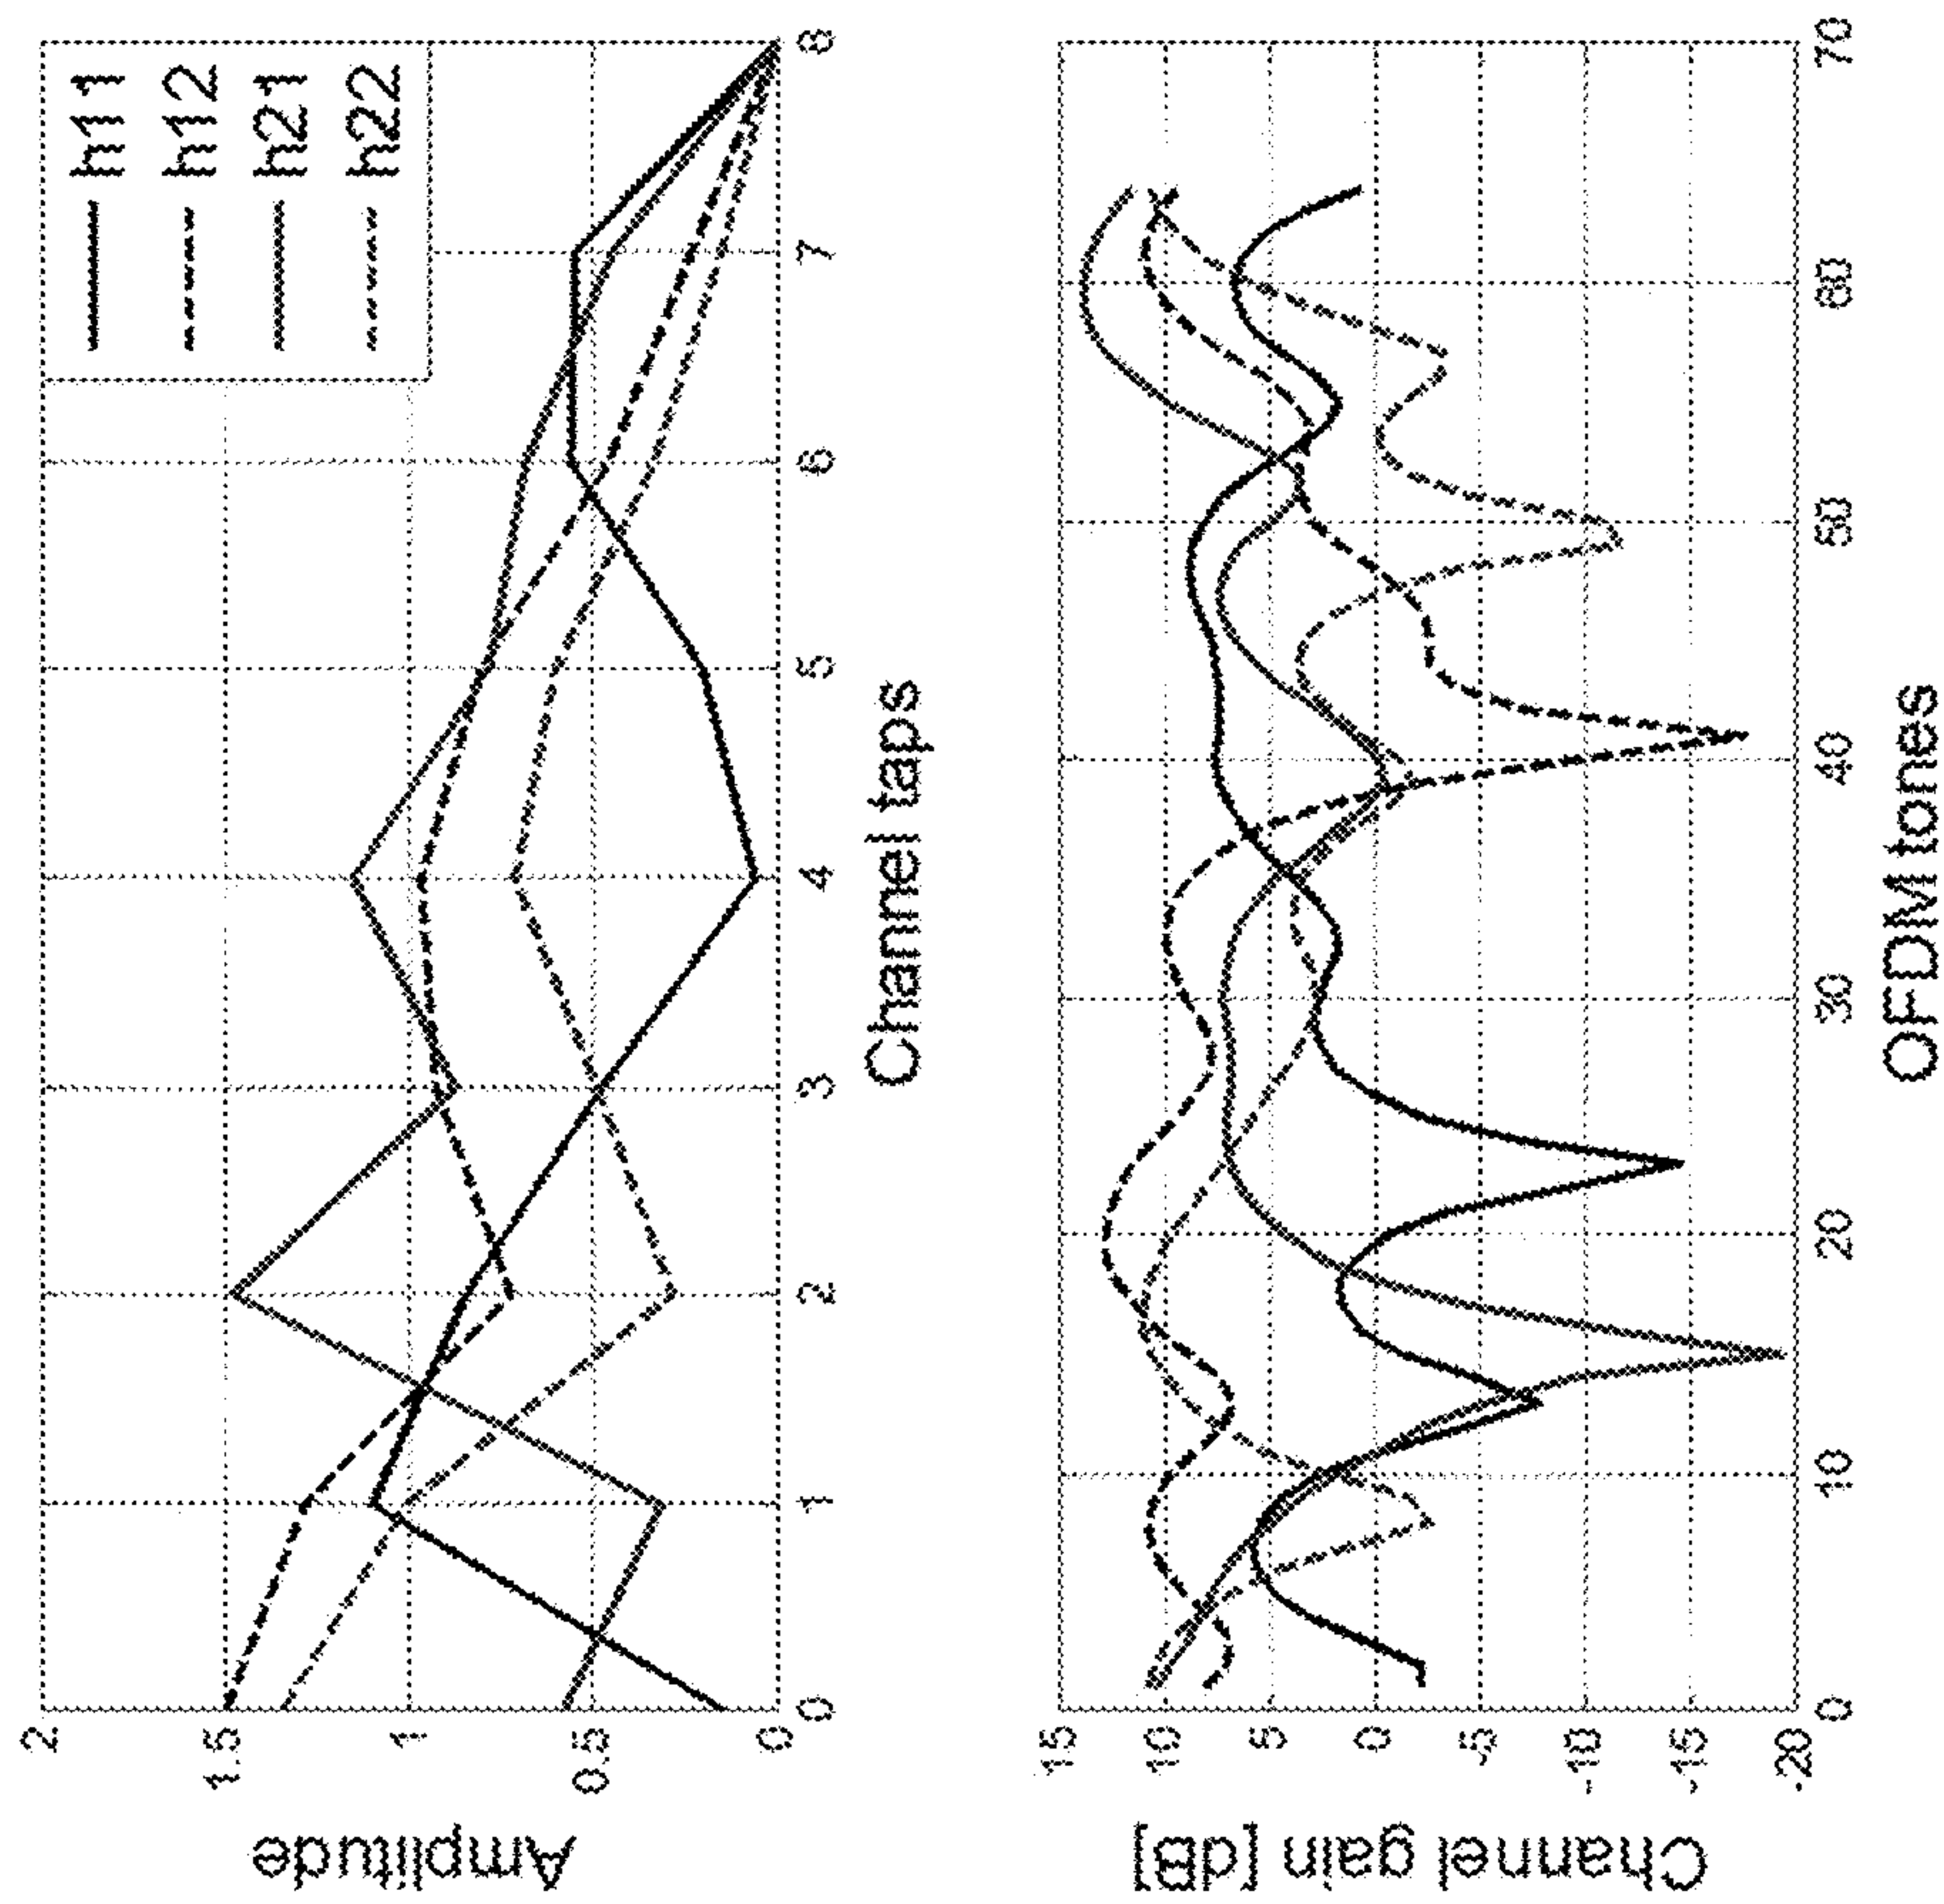 Amplitude
2
1.5
1
0.5
0
h11
h12
h21
h22
0 1 2 3 4 5 6 7 8
Channel taps
Channel gain [dB]
15
10
5
0
-5
-10
-15
-20
0 10 20 30 40 50 60 70
OFDM tones